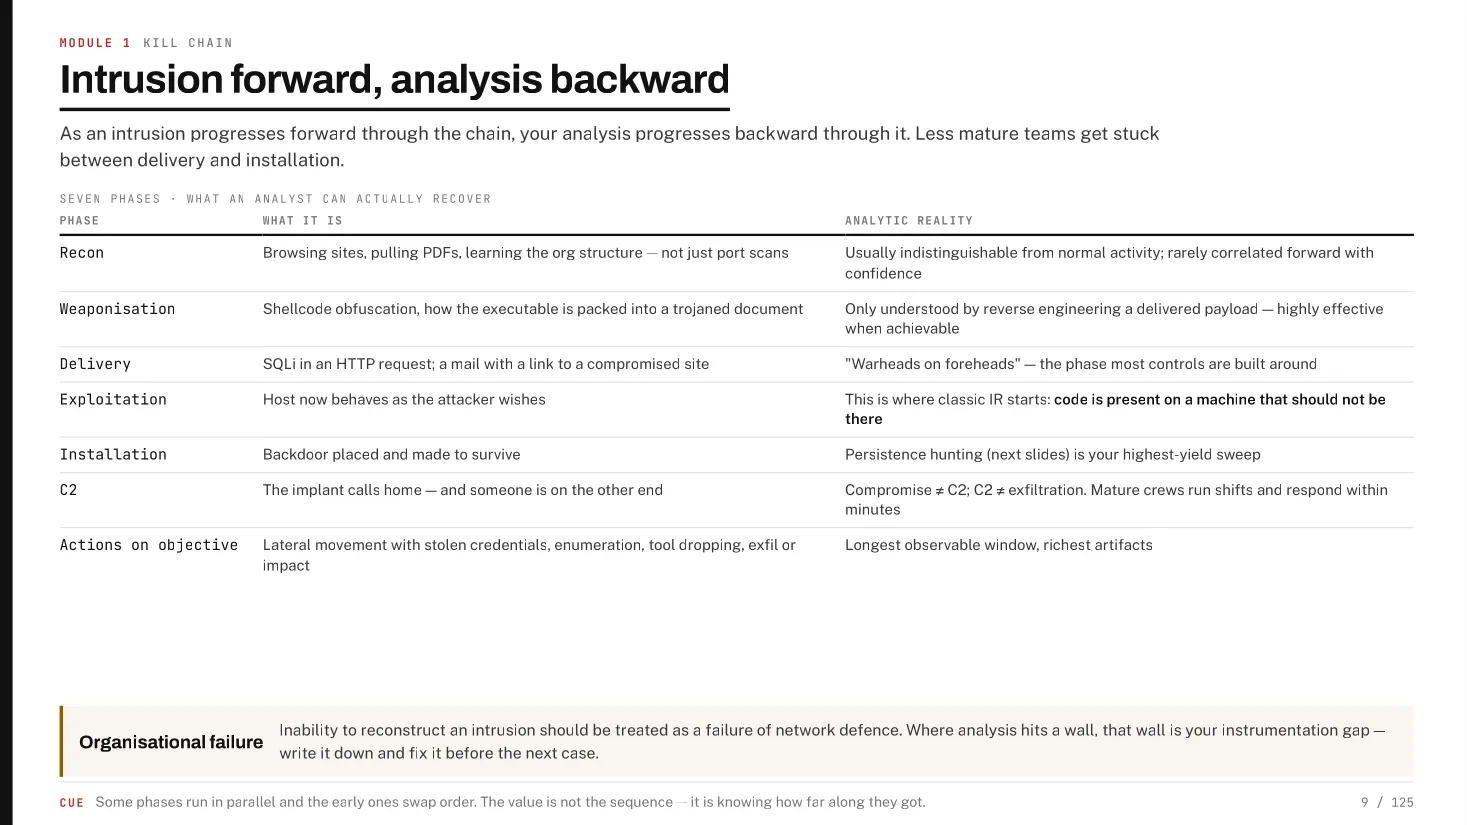 MODULE 1 KILL CHAIN
Intrusion forward, analysis backward
As an intrusion progresses forward through the chain, your analysis progresses backward through it. Less mature teams get stuck
between delivery and installation.
SEVEN PHASES · WHAT AN ANALYST CAN ACTUALLY RECOVER
PHASE WHAT IT IS ANALYTIC REALITY
Recon Browsing sites, pulling PDFs, learning the org structure — not just port scans Usually indistinguishable from normal activity; rarely correlated forward with
confidence
Weaponisation Shellcode obfuscation, how the executable is packed into a trojaned document Only understood by reverse engineering a delivered payload — highly effective
when achievable
Delivery SQLi in an HTTP request; a mail with a link to a compromised site "Warheads on foreheads" — the phase most controls are built around
Exploitation Host now behaves as the attacker wishes This is where classic IR starts: code is present on a machine that should not be
there
Installation Backdoor placed and made to survive Persistence hunting (next slides) is your highest-yield sweep
C2 The implant calls home — and someone is on the other end Compromise ≠ C2; C2 ≠ exfiltration. Mature crews run shifts and respond within
minutes
Actions on objective Lateral movement with stolen credentials, enumeration, tool dropping, exfil or Longest observable window, richest artifacts
impact
Organisational failure Inability to reconstruct an intrusion should be treated as a failure of network defence. Where analysis hits a wall, that wall is your instrumentation gap —
write it down and fix it before the next case.
CUE Some phases run in parallel and the early ones swap order. The value is not the sequence — it is knowing how far along they got. 9 / 125